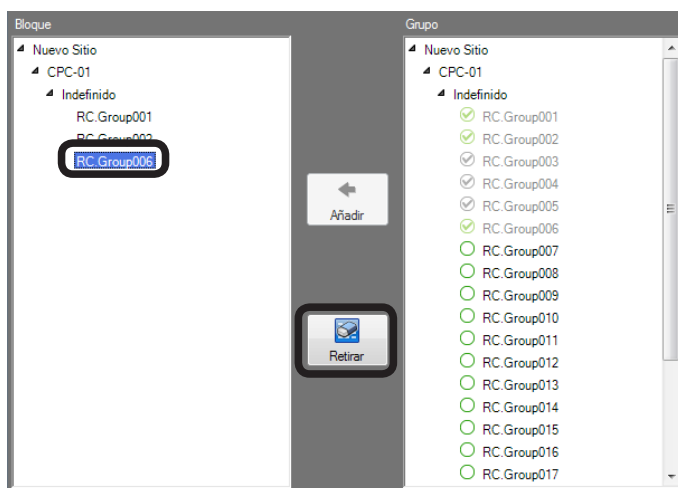 Bloque
Nuevo Sitio
CPC-01
Indefinido
RC.Group001
RC.Group002
RC.Group006
Añadir
Retirar
Grupo
Nuevo Sitio
CPC-01
Indefinido
RC.Group001
RC.Group002
RC.Group003
RC.Group004
RC.Group005
RC.Group006
RC.Group007
RC.Group008
RC.Group009
RC.Group010
RC.Group011
RC.Group012
RC.Group013
RC.Group014
RC.Group015
RC.Group016
RC.Group017